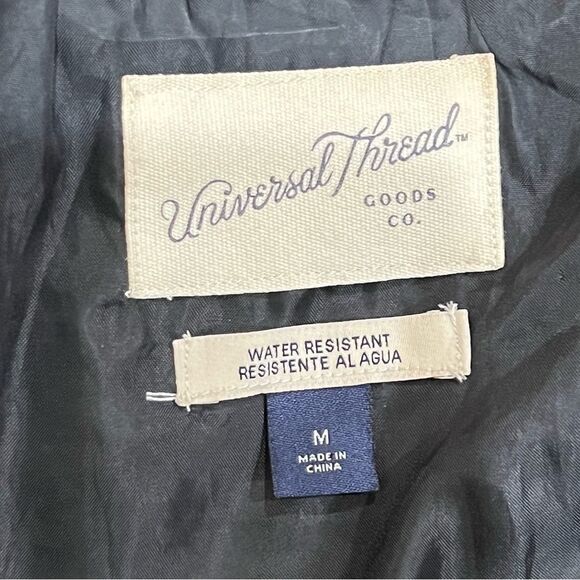 Universal Thread™
GOODS
CO.
WATER RESISTANT
RESISTENTE AL AGUA
M
MADE IN
CHINA